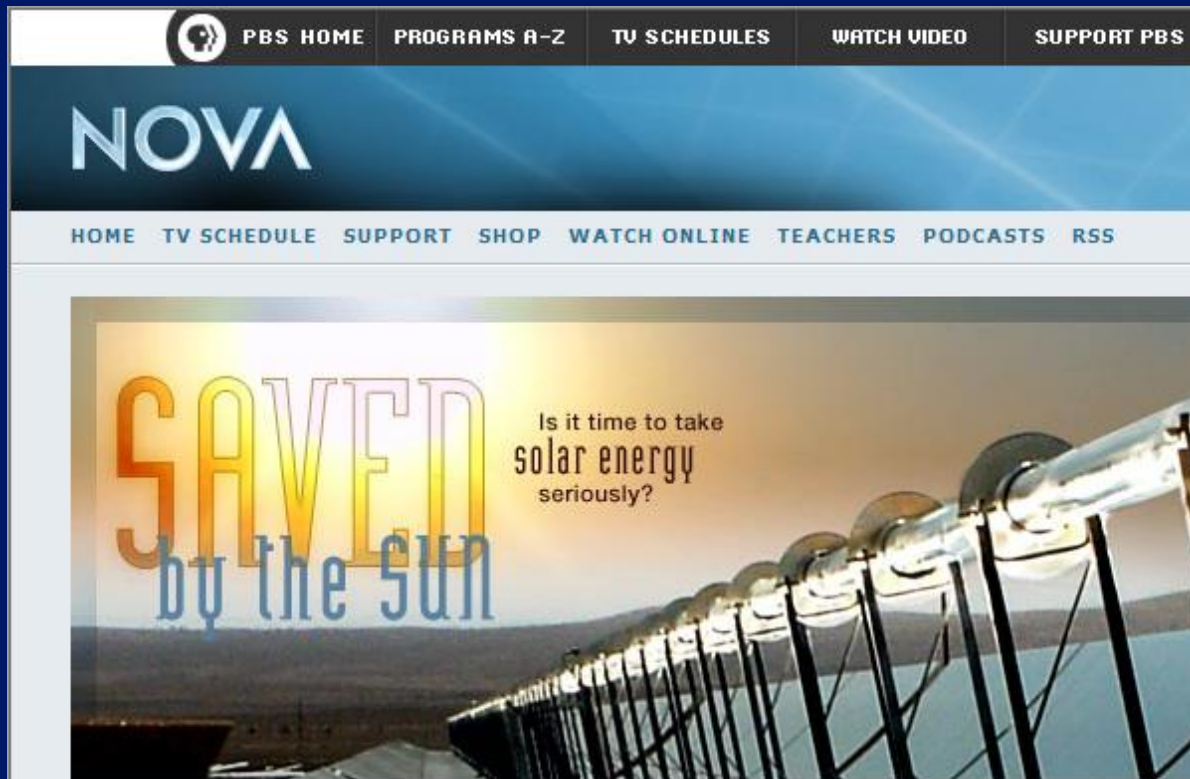 PBS HOME PROGRAMS A-Z TV SCHEDULES WATCH VIDEO SUPPORT PBS
NOVA
HOME TV SCHEDULE SUPPORT SHOP WATCH ONLINE TEACHERS PODCASTS RSS
SAVED
by the SUN
Is it time to take
solar energy
seriously?